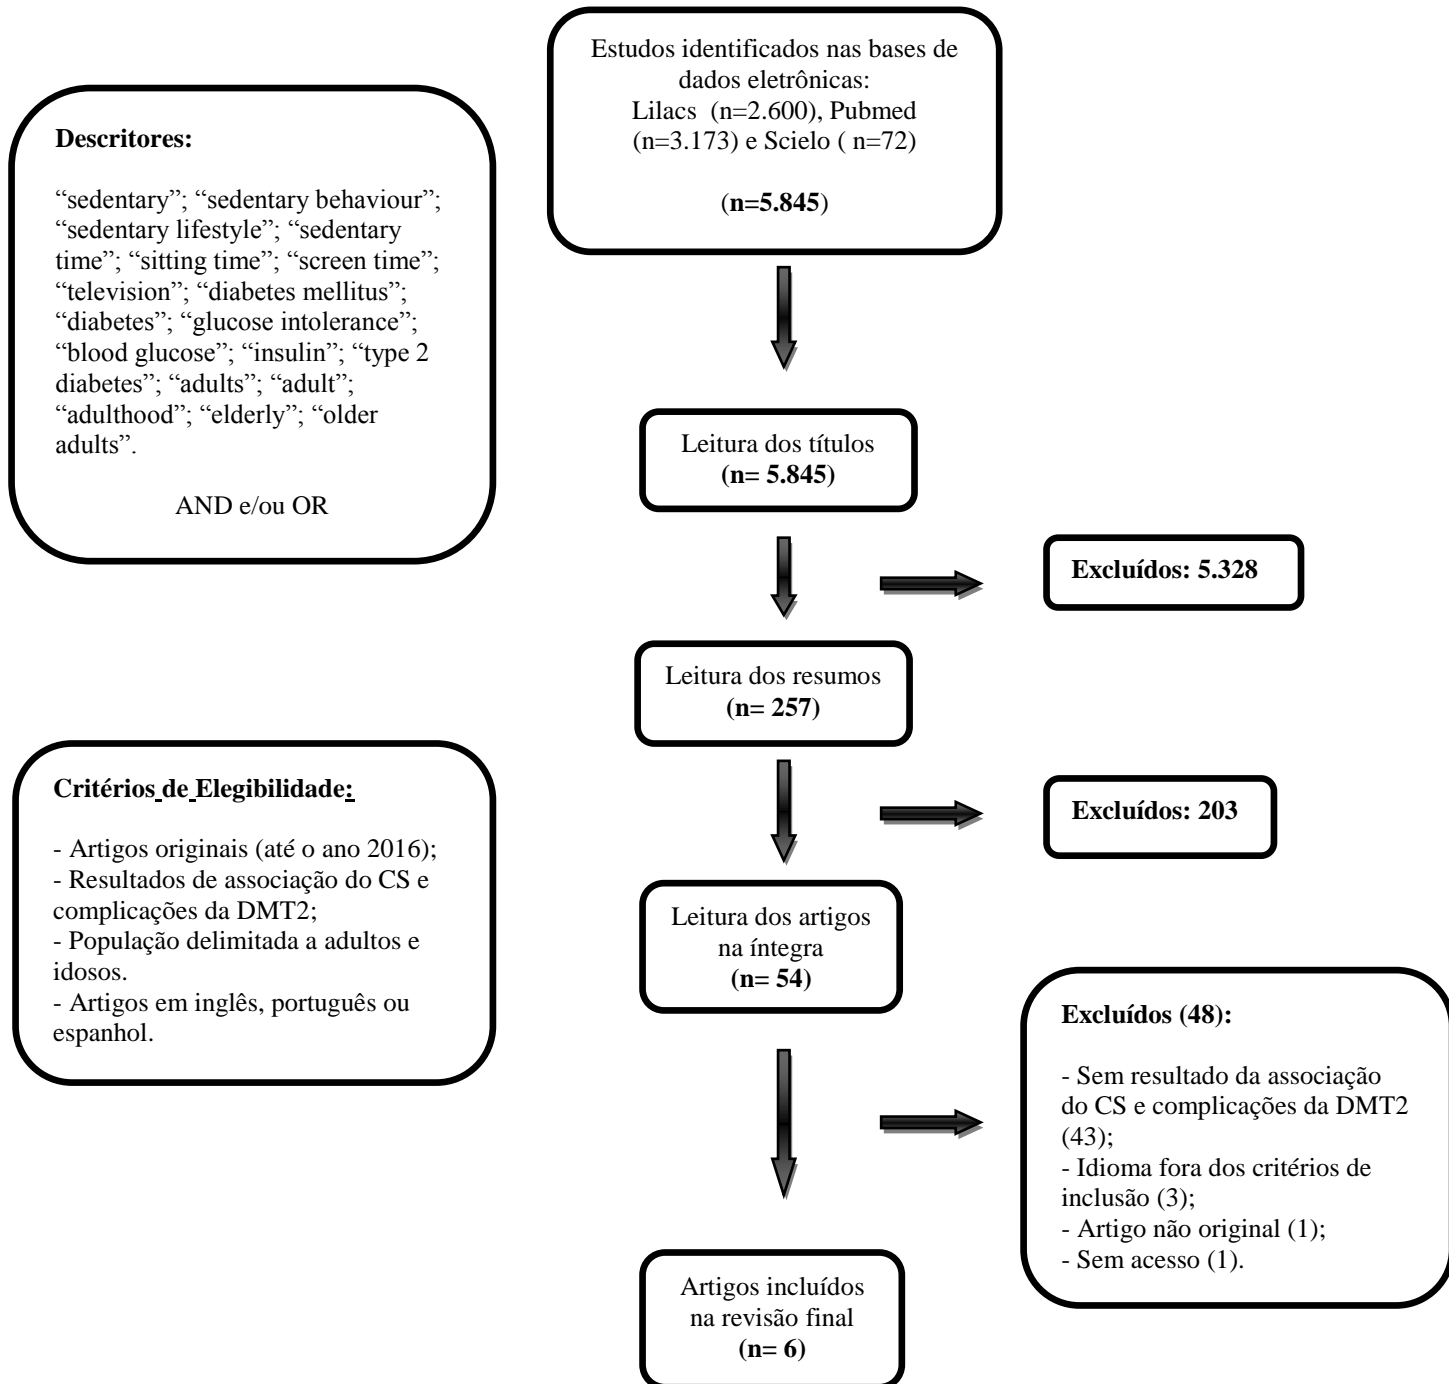 Estudos identificados nas bases de
dados eletrônicas:
Lilacs (n=2.600), Pubmed
(n=3.173) e Scielo ( n=72)
(n=5.845)
Descritores:
“sedentary”; “sedentary behaviour”;
“sedentary lifestyle”; “sedentary
time”; “sitting time”; “screen time”;
“television”; “diabetes mellitus”;
“diabetes”; “glucose intolerance”;
“blood glucose”; “insulin”; “type 2
diabetes”; “adults”; “adult”;
“adulthood”; “elderly”; “older
adults”.
AND e/ou OR
Leitura dos títulos
(n= 5.845)
Excluídos: 5.328
Leitura dos resumos
(n= 257)
Excluídos: 203
Critérios de Elegibilidade:
- Artigos originais (até o ano 2016);
- Resultados de associação do CS e
complicações da DMT2;
- População delimitada a adultos e
idosos.
- Artigos em inglês, português ou
espanhol.
Leitura dos artigos
na íntegra
(n= 54)
Excluídos (48):
- Sem resultado da associação
do CS e complicações da DMT2
(43);
- Idioma fora dos critérios de
inclusão (3);
- Artigo não original (1);
- Sem acesso (1).
Artigos incluídos
na revisão final
(n= 6)